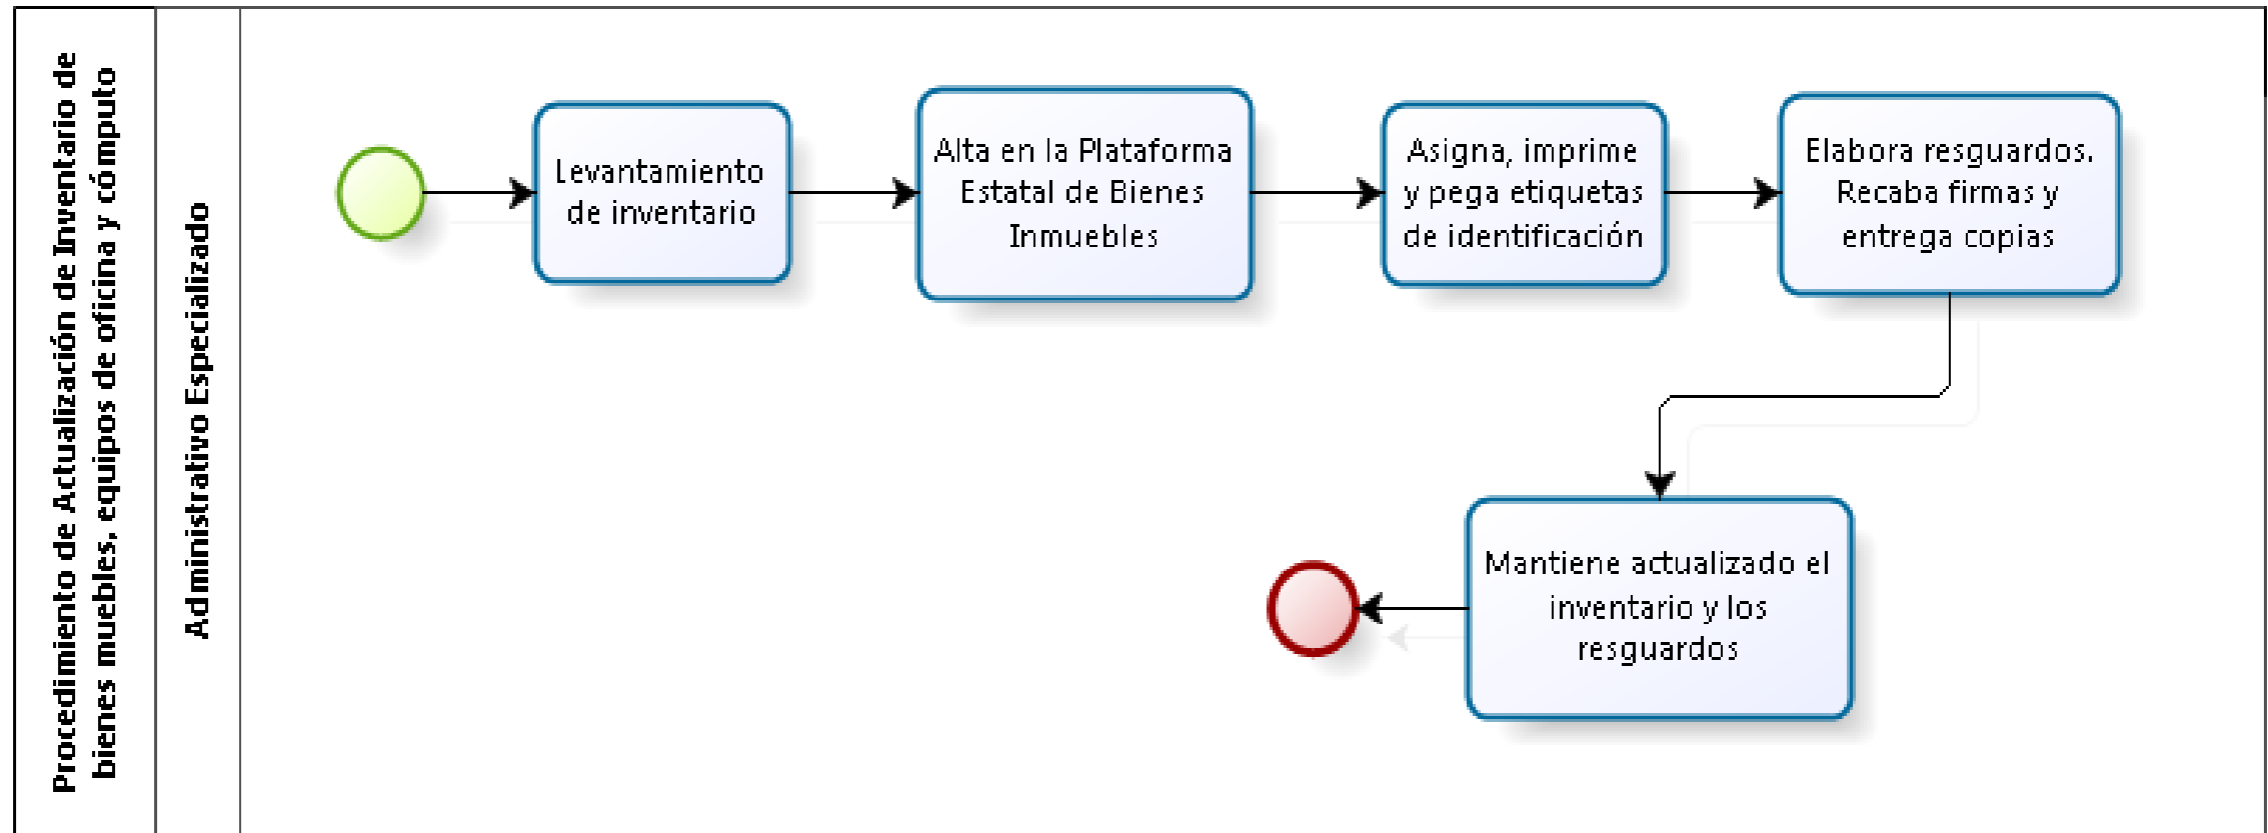 Procedimiento de Actualización de Inventario de
bienes muebles, equipos de oficina y cómputo
Administrativo Especializado
Levantamiento
de inventario
Alta en la Plataforma
Estatal de Bienes
Inmuebles
Asigna, imprime
y pega etiquetas
de identificación
Elabora resguardos.
Recaba firmas y
entrega copias
Mantiene actualizado el
inventario y los
resguardos